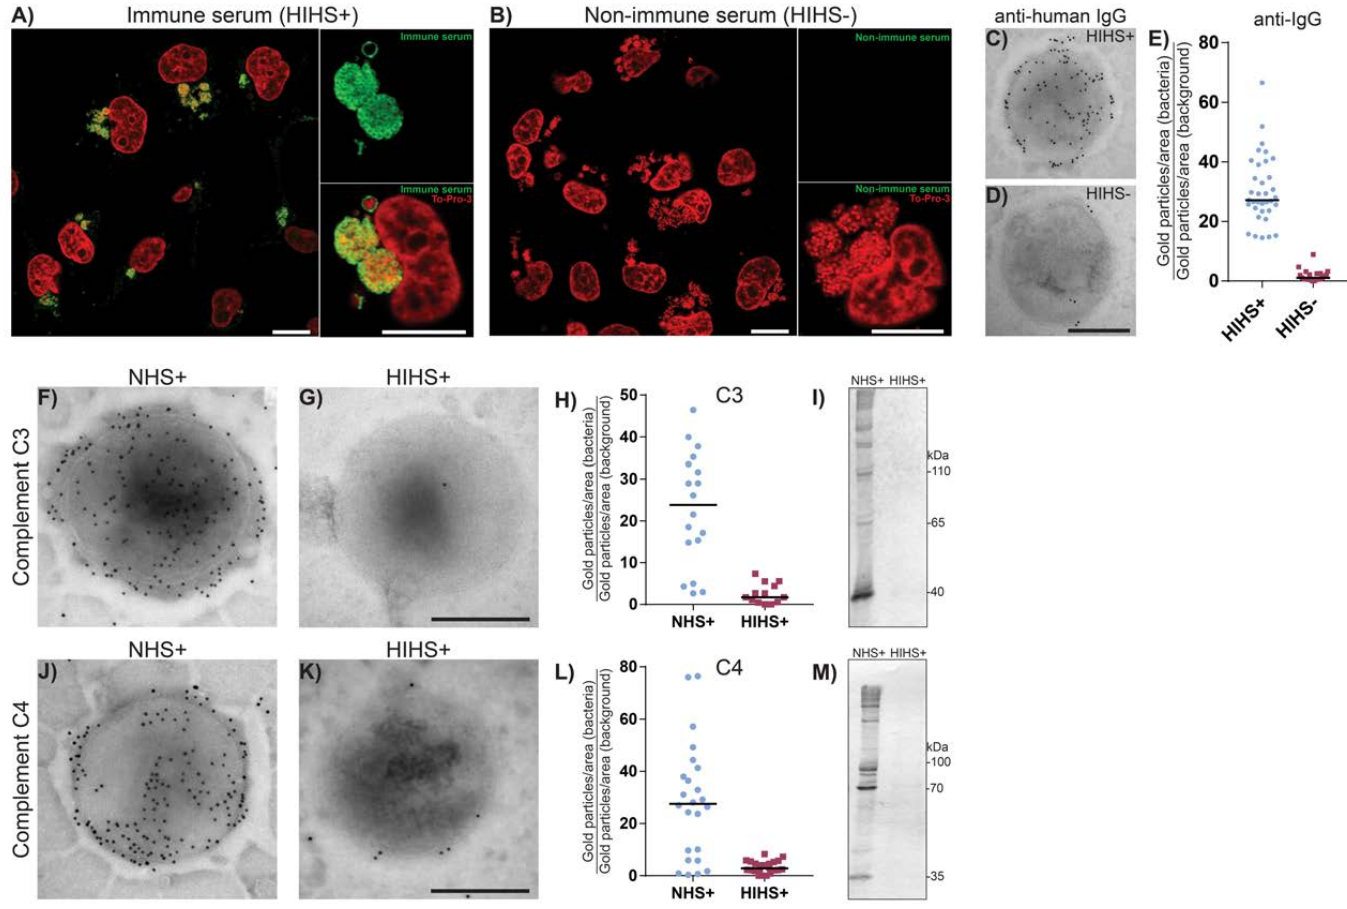 A) Immune serum (HIHS+)
Immune serum
Immune serum
To-Pro-3
B) Non-immune serum (HIHS-)
Non-immune serum
Non-immune serum
To-Pro-3
anti-human IgG
C) HIHS+
D) HIHS-
E) anti-IgG
Gold particles/area (bacteria)
Gold particles/area (background)
80
60
40
20
0
HIHS+
HIHS-
Complement C3
NHS+
F)
HIHS+
G)
H) C3
Gold particles/area (bacteria)
Gold particles/area (background)
50
40
30
20
10
0
NHS+ HIHS+
I) NHS+ HIHS+
kDa
-110
-65
-40
Complement C4
NHS+
J)
HIHS+
K)
L) C4
Gold particles/area (bacteria)
Gold particles/area (background)
80
60
40
20
0
NHS+ HIHS+
M) NHS+ HIHS+
kDa
-100
-70
-35